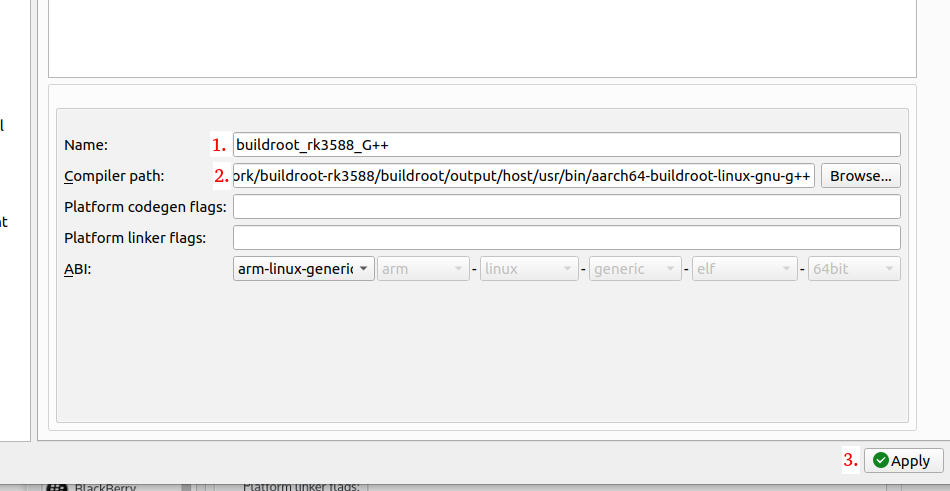 l
Name: 1. buildroot_rk3588_G++
Compiler path: 2. ork/buildroot-rk3588/buildroot/output/host/usr/bin/aarch64-buildroot-linux-gnu-g++ Browse...
Platform codegen flags:
nt
Platform linker flags:
ABI: arm-linux-generic arm - linux - generic - elf - 64bit
3. Apply
BlackBerry Platform linker flags: